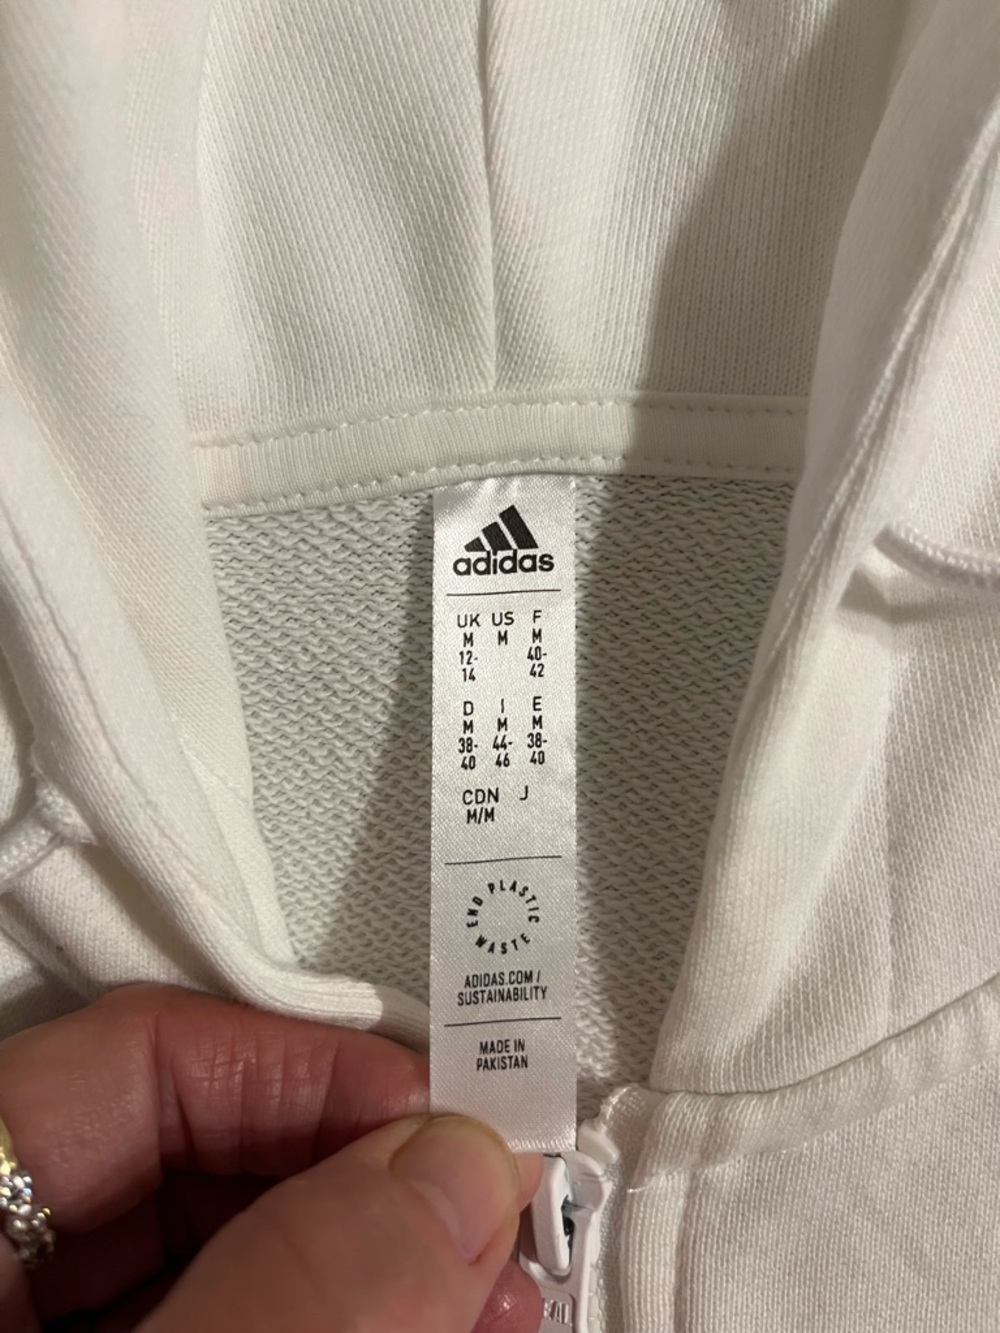 adidas
UK US F
M M M
12- 40-
14 42
D I E
M M M
38- 44- 38-
40 46 40
CDN J
M/M
END PLASTIC WASTE
ADIDAS.COM /
SUSTAINABILITY
MADE IN
PAKISTAN